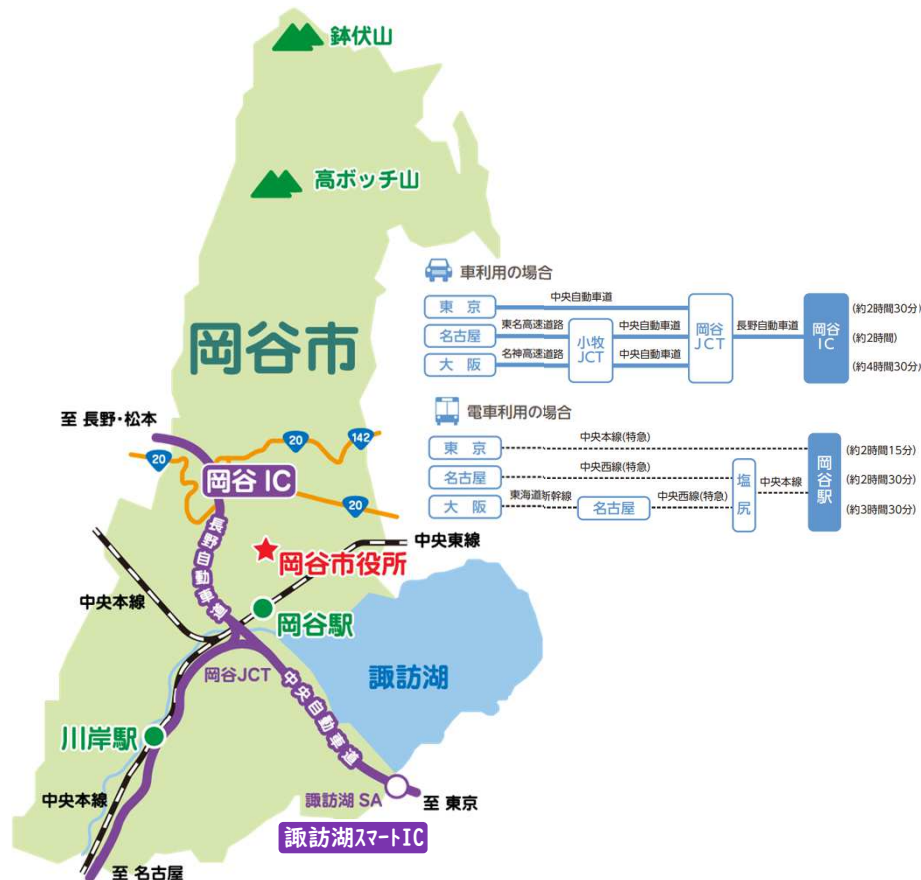 鉢伏山
高ボッチ山
岡谷市
至 長野・松本
20
20
142
岡谷 IC
20
長野自動車道
岡谷市役所
中央東線
中央本線
岡谷駅
岡谷JCT
諏訪湖
中央自動車道
川岸駅
中央本線
諏訪湖 SA
至 東京
諏訪湖スマートIC
至 名古屋
車利用の場合
東 京
中央自動車道
名古屋
東名高速道路
中央自動車道
大 阪
名神高速道路
中央自動車道
小牧
JCT
岡谷
JCT
長野自動車道
岡谷
IC
(約2時間30分)
(約2時間)
(約4時間30分)
電車利用の場合
東 京
中央本線(特急)
名古屋
中央西線(特急)
大 阪
東海道新幹線
名古屋
中央西線(特急)
塩尻
中央本線
岡谷駅
(約2時間15分)
(約2時間30分)
(約3時間30分)